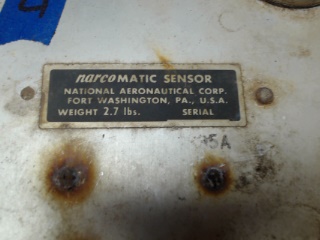 narcoMATIC SENSOR
NATIONAL AERONAUTICAL CORP.
FORT WASHINGTON, PA., U.S.A.
WEIGHT 2.7 lbs. SERIAL